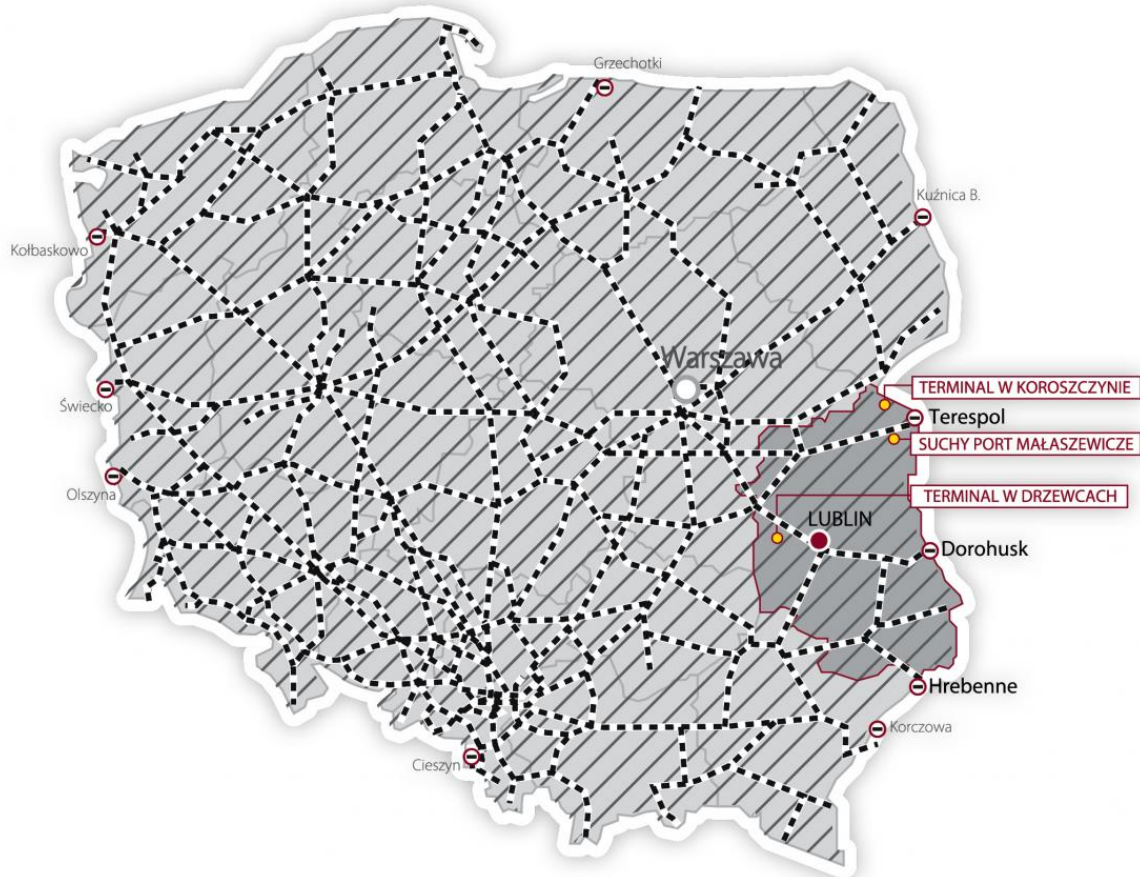 Grzechotki
Kuźnica B.
Kołbaskowo
Warszawa
TERMINAL W KOROSZCZYNIE
Świecko
Terespol
SUCHY PORT MAŁASZEWICZE
Olszyna
TERMINAL W DRZEWCACH
LUBLIN
Dorohusk
Hrebenne
Korczowa
Cieszyn